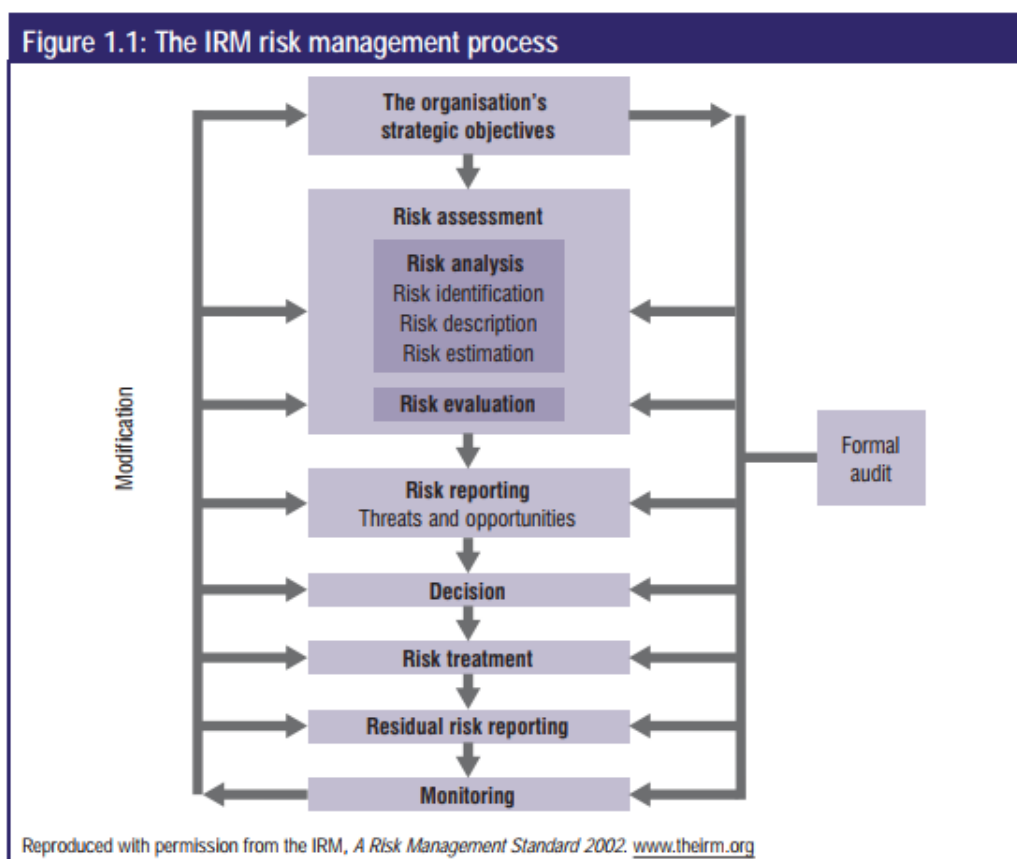 Figure 1.1: The IRM risk management process
The organisation's
strategic objectives
Risk assessment
Risk analysis
Risk identification
Risk description
Risk estimation
Risk evaluation
Modification
Formal
audit
Risk reporting
Threats and opportunities
Decision
Risk treatment
Residual risk reporting
Monitoring
Reproduced with permission from the IRM, A Risk Management Standard 2002. www.theirm.org